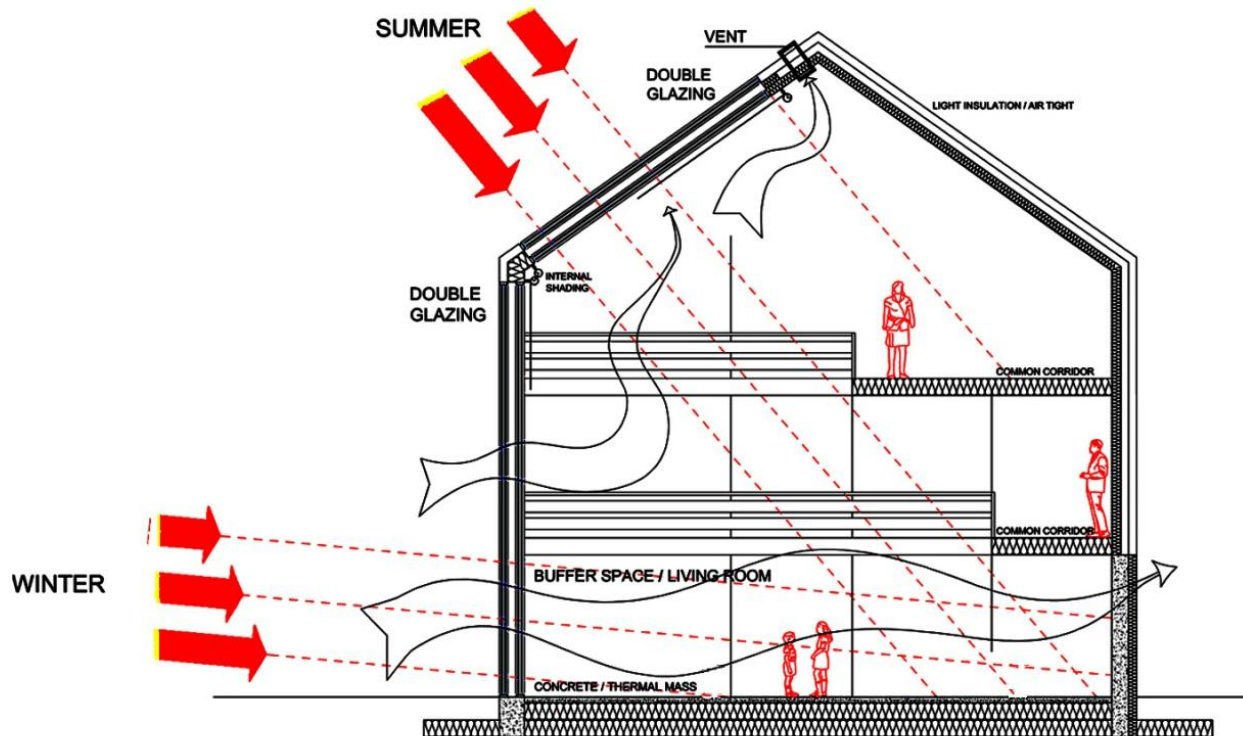 SUMMER
VENT
DOUBLE
GLAZING
LIGHT INSULATION / AIR TIGHT
INTERNAL
SHADING
DOUBLE
GLAZING
COMMON CORRIDOR
COMMON CORRIDOR
WINTER
BUFFER SPACE / LIVING ROOM
CONCRETE / THERMAL MASS